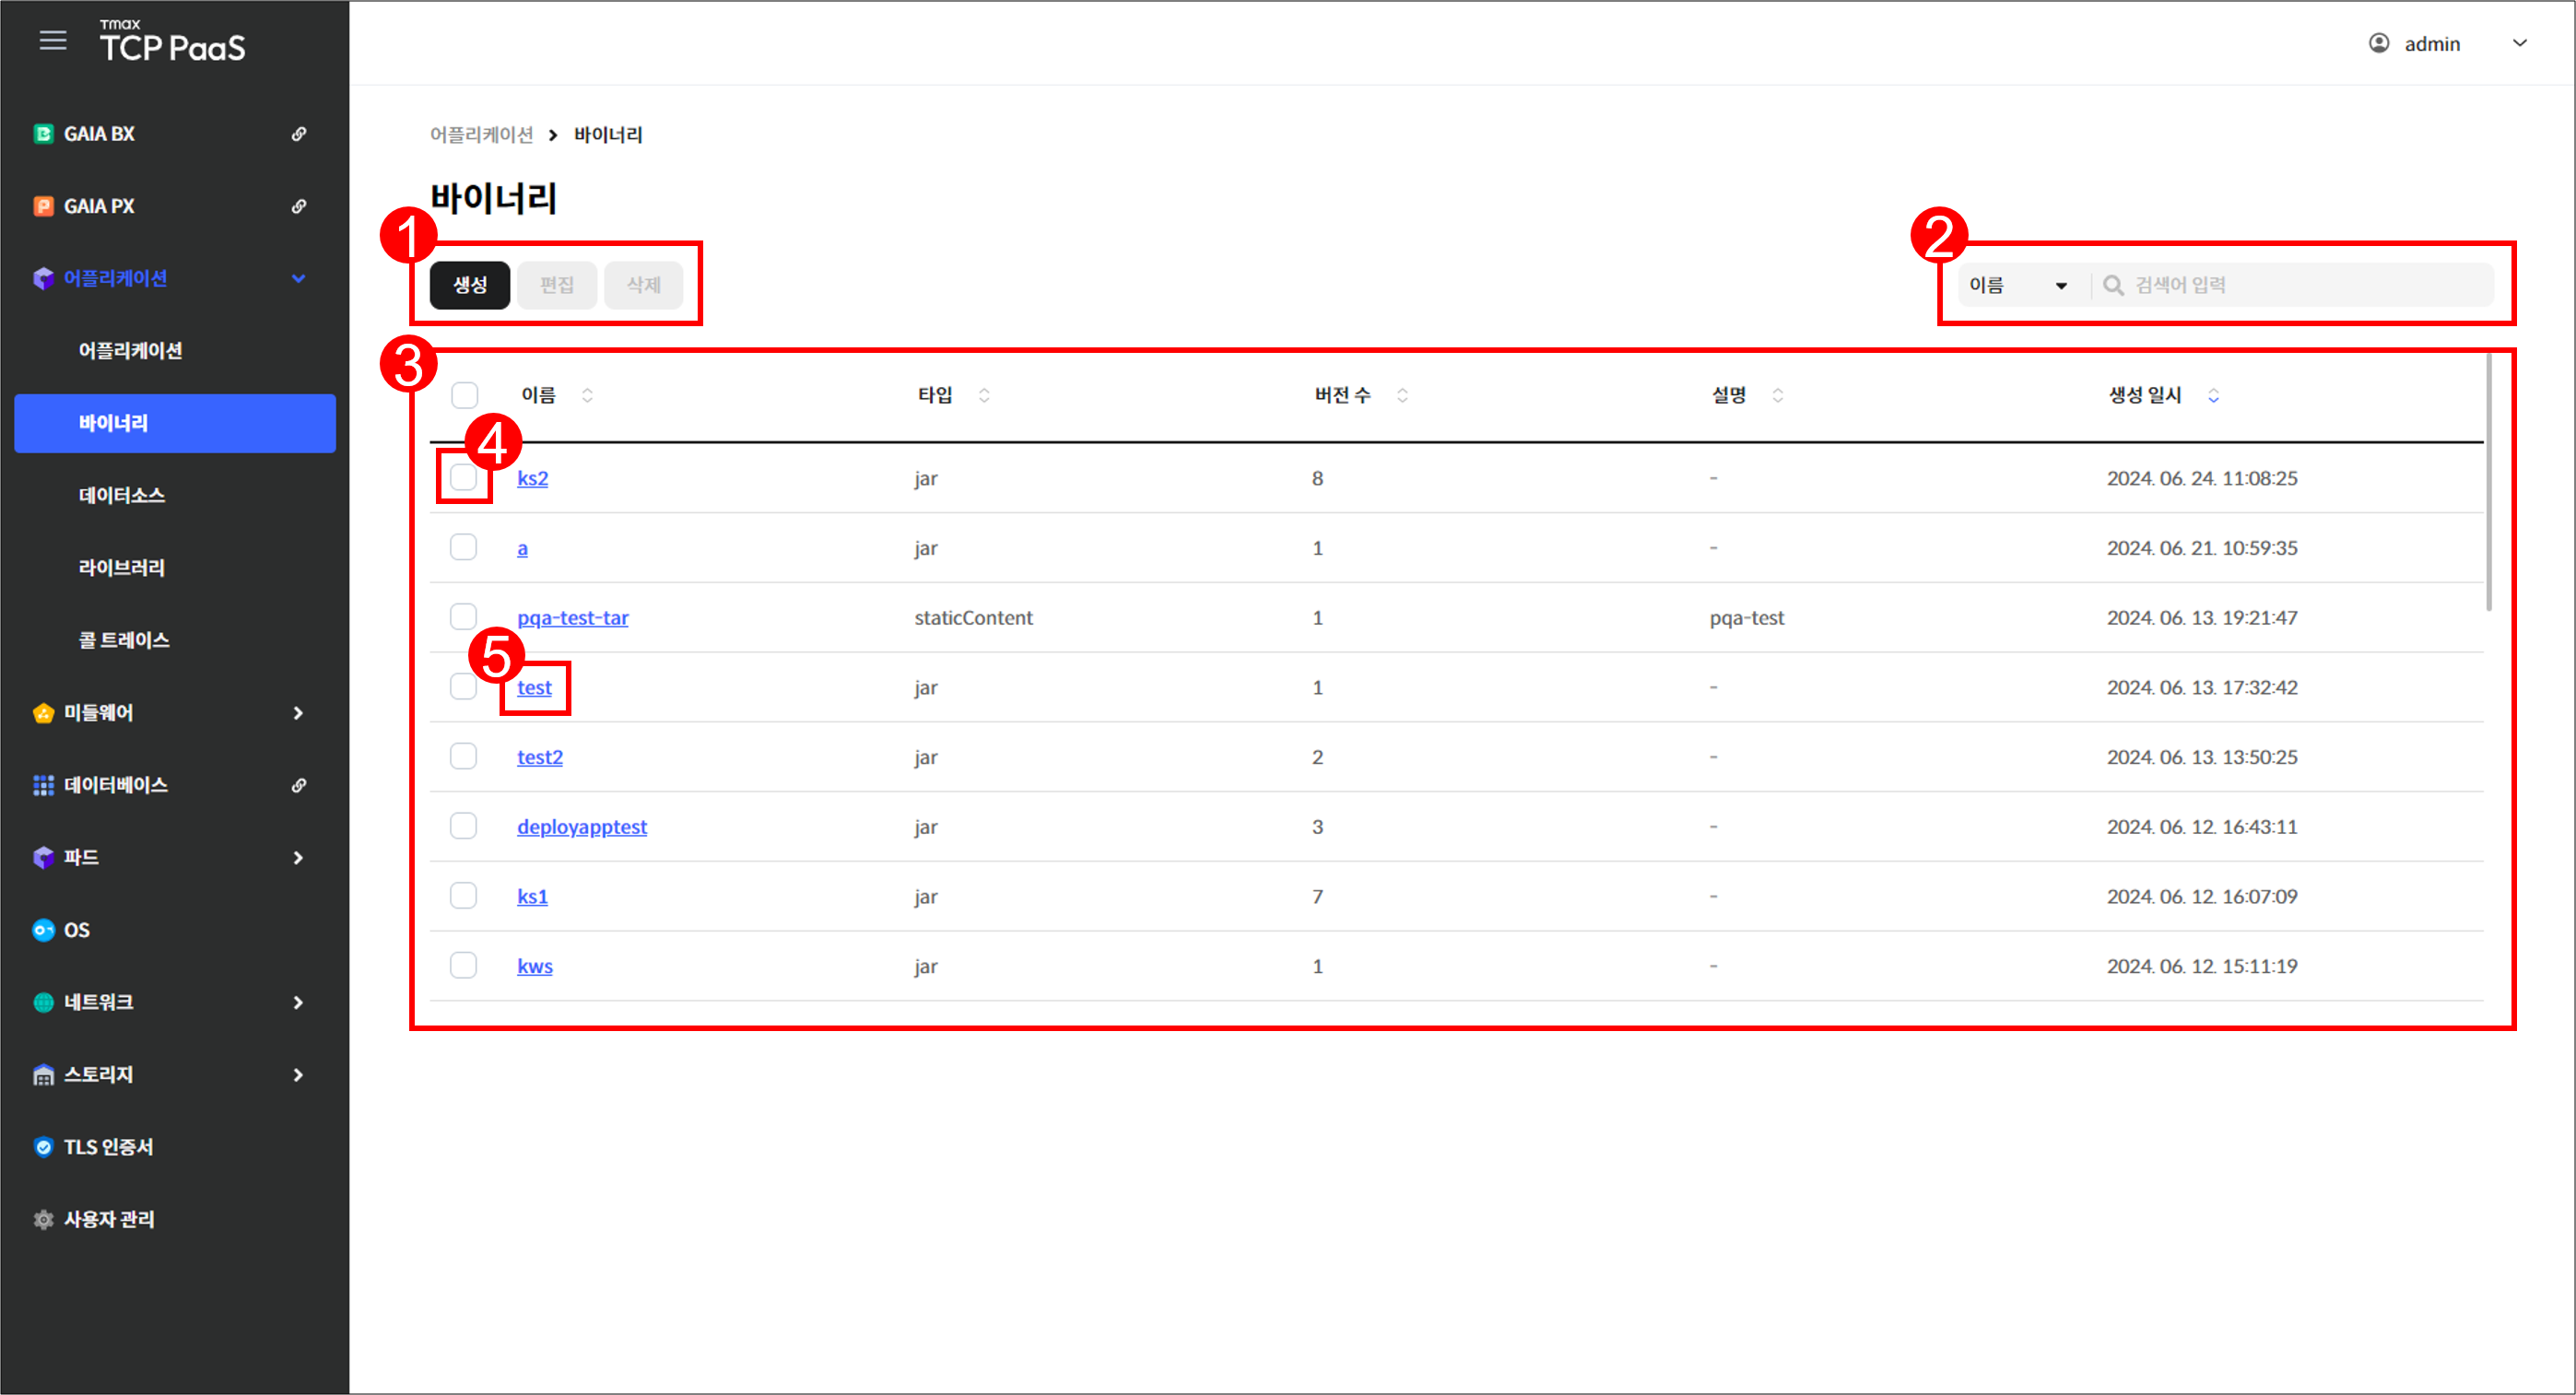 Tmax
TCP PaaS
admin
GAIA BX
GAIA PX
어플리케이션
어플리케이션
바이너리
데이터소스
라이브러리
콜 트레이스
미들웨어
데이터베이스
파드
OS
네트워크
스토리지
TLS 인증서
사용자 관리
어플리케이션 > 바이너리
바이너리
1
생성 편집 삭제
2
이름 검색어 입력
3
이름 타입 버전 수 설명 생성 일시
4
ks2 jar 8 - 2024. 06. 24. 11:08:25
a jar 1 - 2024. 06. 21. 10:59:35
pqa-test-tar staticContent 1 pqa-test 2024. 06. 13. 19:21:47
5
test jar 1 - 2024. 06. 13. 17:32:42
test2 jar 2 - 2024. 06. 13. 13:50:25
deployapptest jar 3 - 2024. 06. 12. 16:43:11
ks1 jar 7 - 2024. 06. 12. 16:07:09
kws jar 1 - 2024. 06. 12. 15:11:19